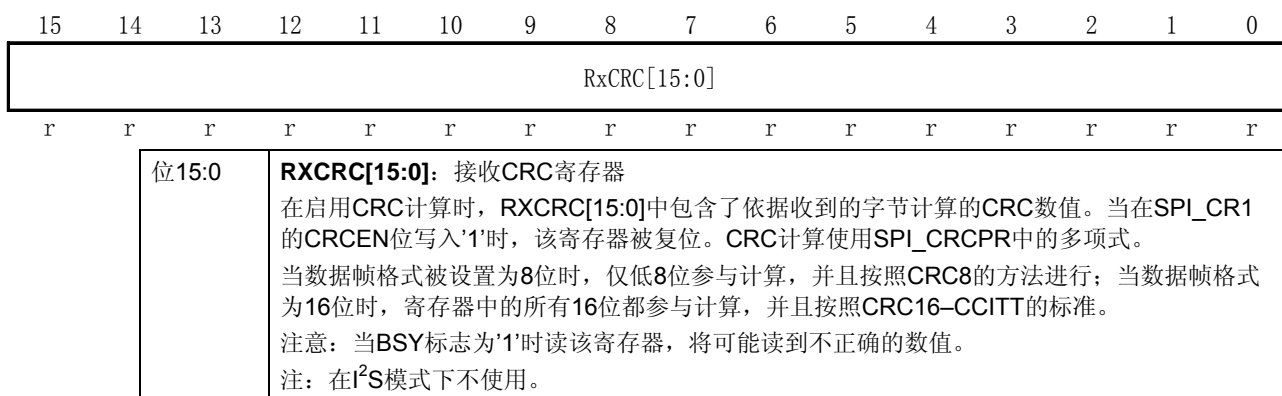 15 14 13 12 11 10 9 8 7 6 5 4 3 2 1 0
RxCRC[15:0]
r r r r r r r r r r r r r r r r
位15:0 RXCRC[15:0]：接收CRC寄存器
在启用CRC计算时，RXCRC[15:0]中包含了依据收到的字节计算的CRC数值。当在SPI_CR1
的CRCEN位写入’1’时，该寄存器被复位。CRC计算使用SPI_CRCPR中的多项式。
当数据帧格式被设置为8位时，仅低8位参与计算，并且按照CRC8的方法进行；当数据帧格式
为16位时，寄存器中的所有16位都参与计算，并且按照CRC16–CCITT的标准。
注意：当BSY标志为’1’时读该寄存器，将可能读到不正确的数值。
注：在I²S模式下不使用。